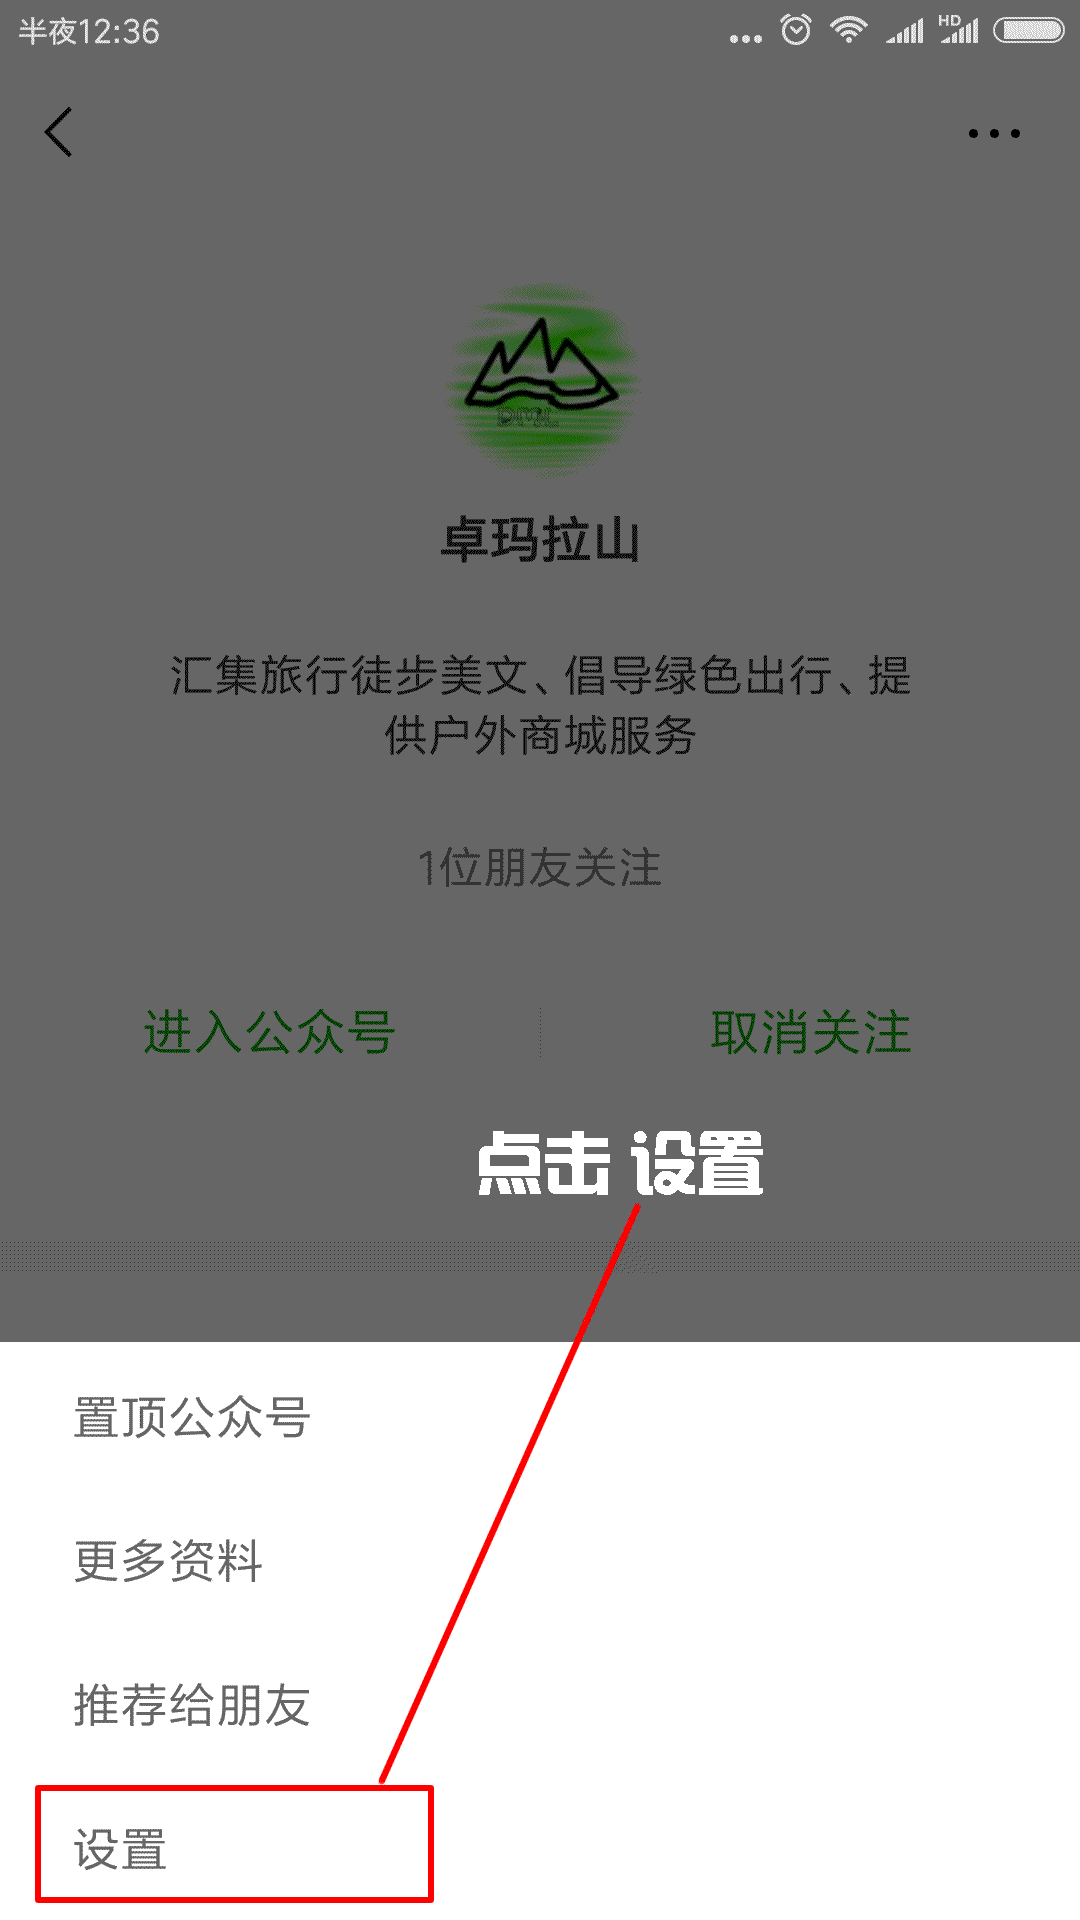 半夜12:36
HD
卓玛拉山
汇集旅行徒步美文、倡导绿色出行、提
供户外商城服务
1位朋友关注
进入公众号
取消关注
点击 设置
置顶公众号
更多资料
推荐给朋友
设置